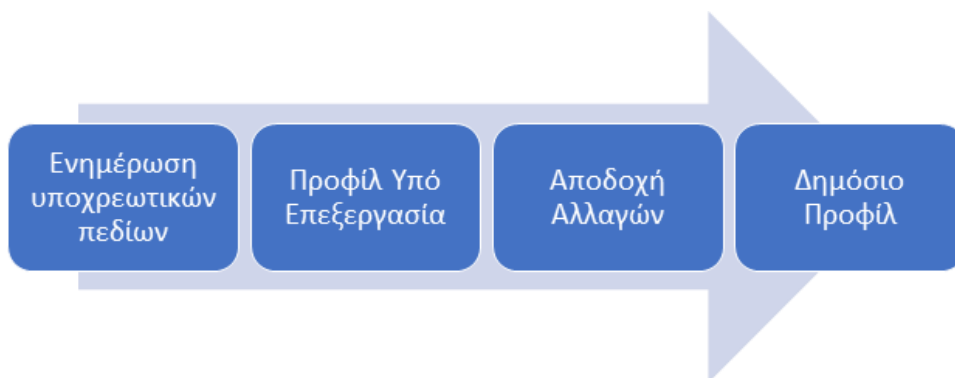 Ενημέρωση
υποχρεωτικών
πεδίων
Προφίλ Υπό
Επεξεργασία
Αποδοχή
Αλλαγών
Δημόσιο
Προφίλ